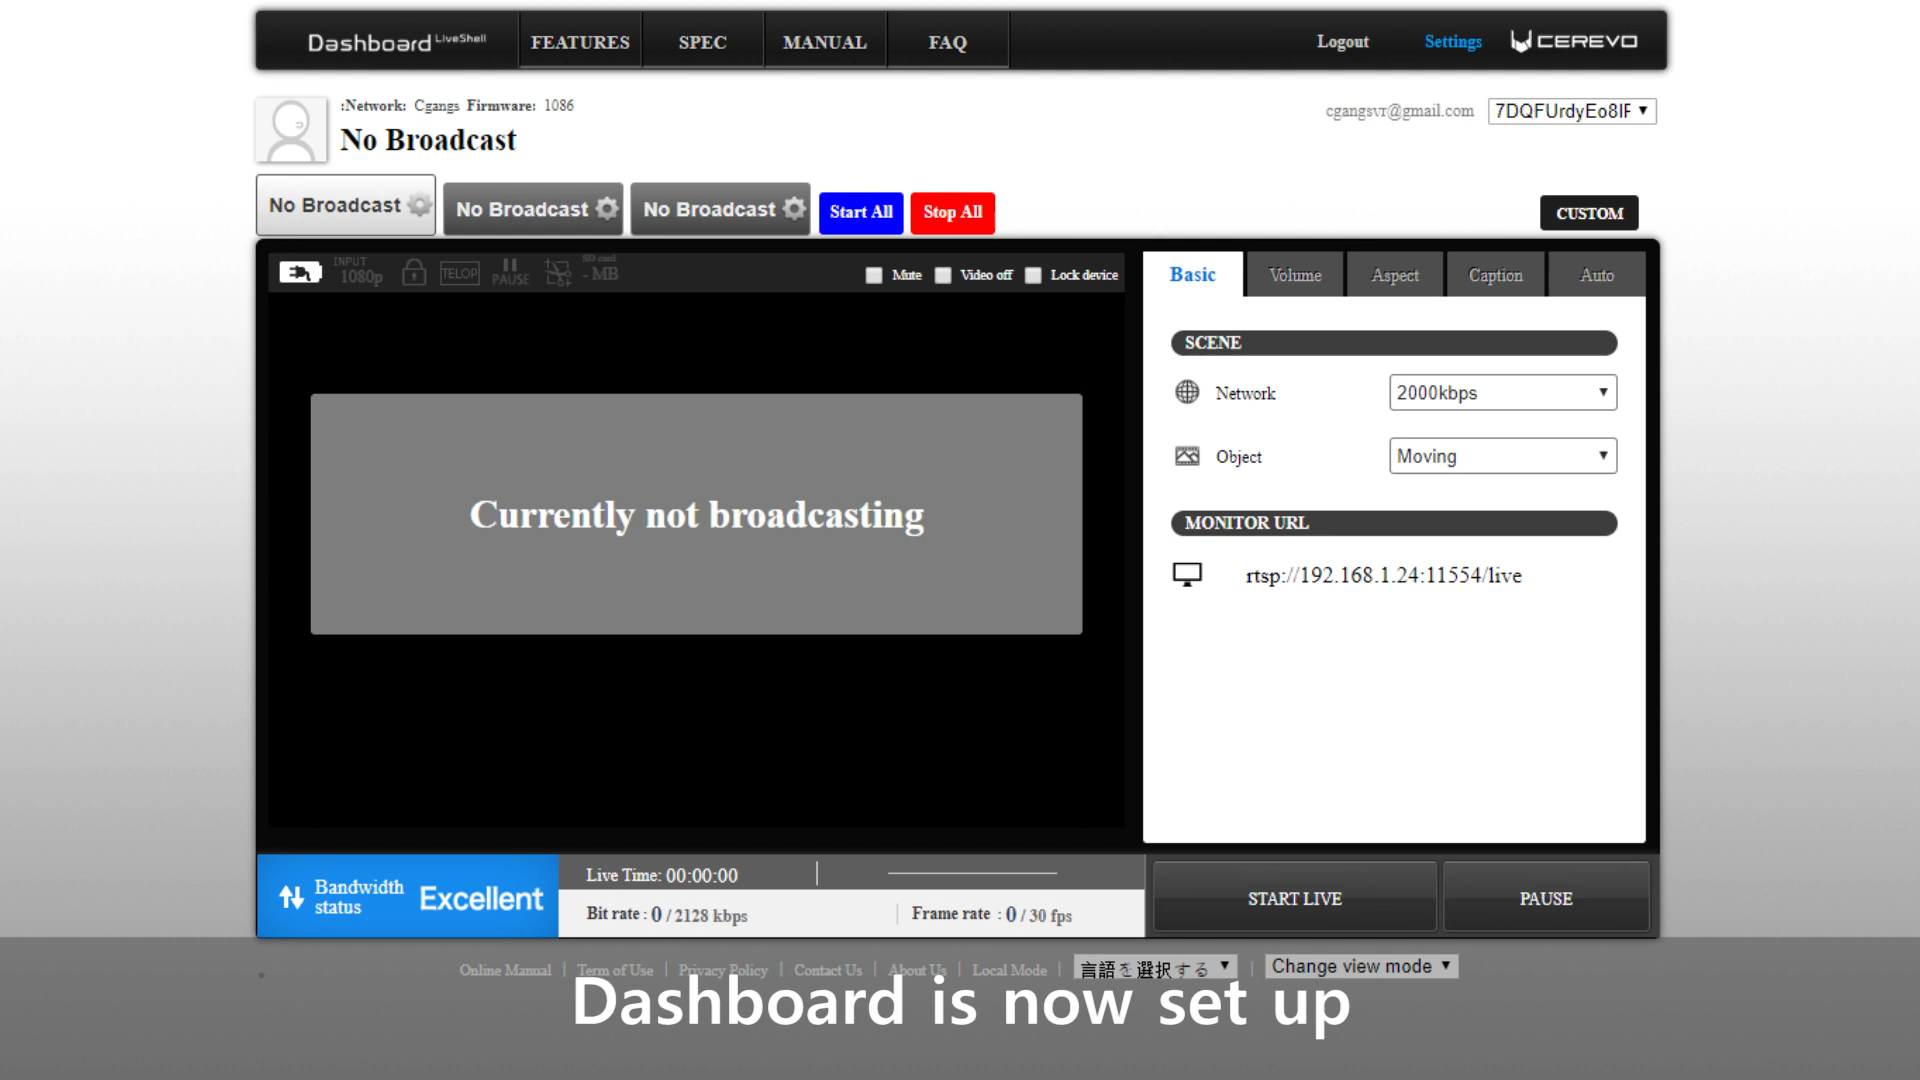 Dashboard LiveShell FEATURES SPEC MANUAL FAQ Logout Settings CEREVO
:Network: Cgangs Firmware: 1086
No Broadcast
cgangsvr@gmail.com 7DQFUrdyEo8IF
No Broadcast No Broadcast No Broadcast Start All Stop All CUSTOM
INPUT 1080p TELOP PAUSE SD card - MB Mute Video off Lock device
Basic Volume Aspect Caption Auto
SCENE
Network 2000kbps
Object Moving
MONITOR URL
rtsp://192.168.1.24:11554/live
Currently not broadcasting
Bandwidth status Excellent
Live Time: 00:00:00
Bit rate : 0 / 2128 kbps Frame rate : 0 / 30 fps
START LIVE PAUSE
Online Manual | Term of Use | Privacy Policy | Contact Us | About Us | Local Mode | 言語を選択する | Change view mode
Dashboard is now set up